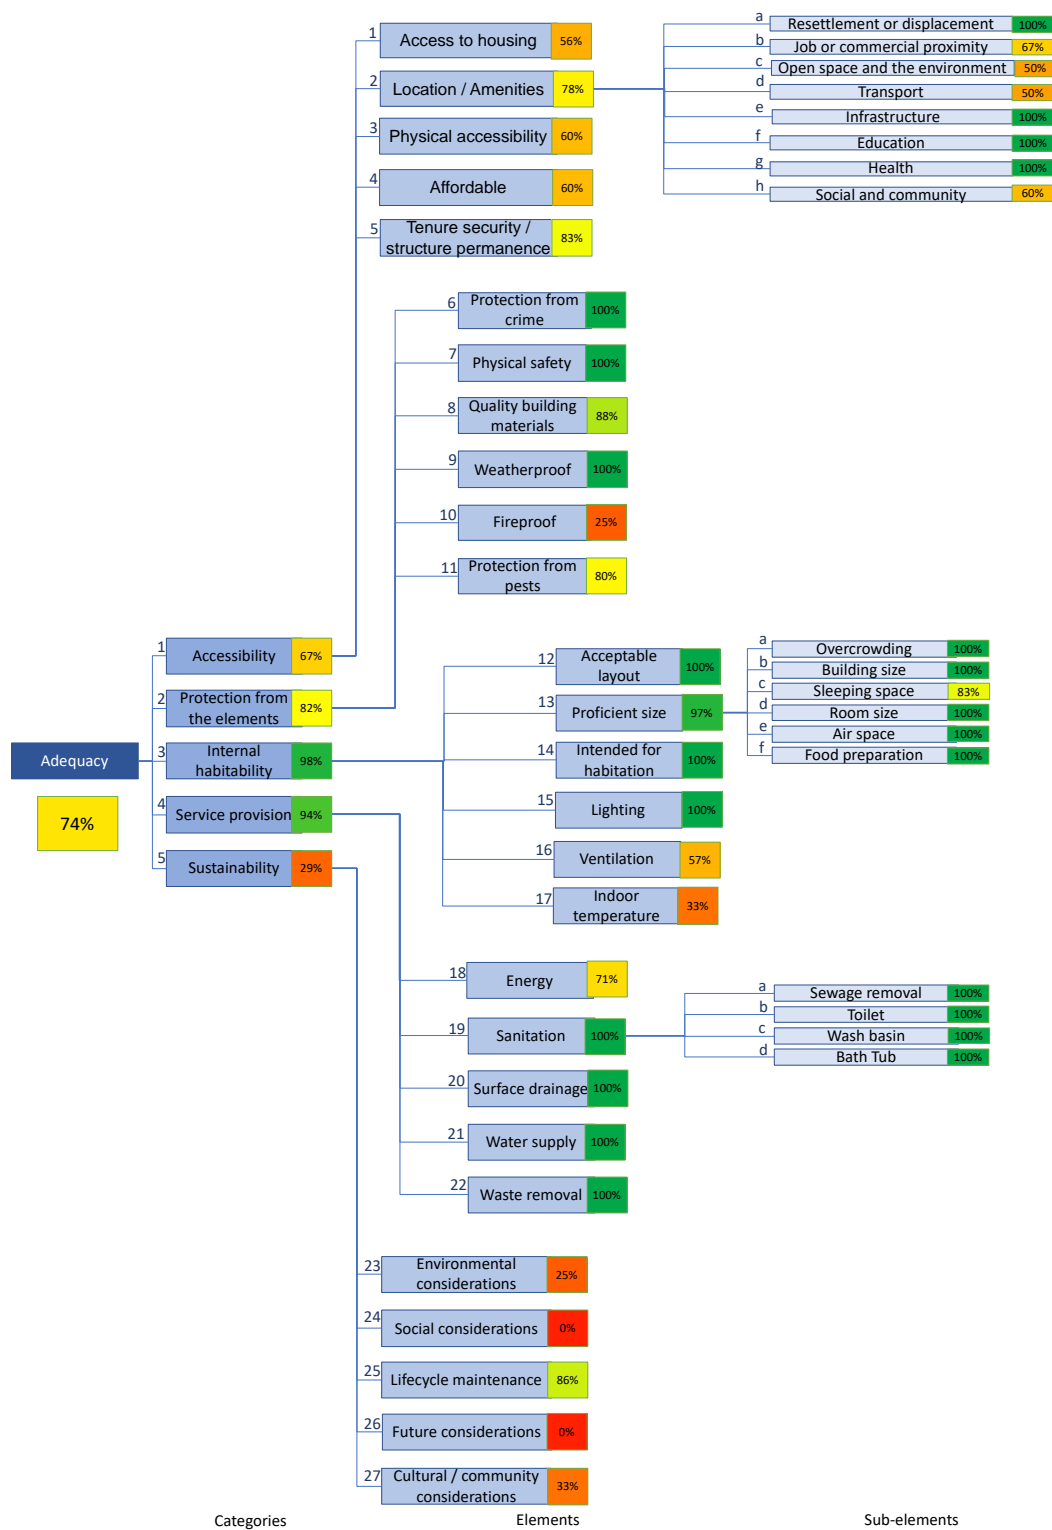 1
Access to housing
56%
2
Location / Amenities
78%
3
Physical accessibility
60%
4
Affordable
60%
5
Tenure security /
structure permanence
83%
a
Resettlement or displacement
100%
b
Job or commercial proximity
67%
c
Open space and the environment
50%
d
Transport
50%
e
Infrastructure
100%
f
Education
100%
g
Health
100%
h
Social and community
60%
6
Protection from
crime
100%
7
Physical safety
100%
8
Quality building
materials
88%
9
Weatherproof
100%
10
Fireproof
25%
11
Protection from
pests
80%
Adequacy
74%
1
Accessibility
67%
2
Protection from
the elements
82%
3
Internal
habitability
98%
4
Service provision
94%
5
Sustainability
29%
12
Acceptable
layout
100%
13
Proficient size
97%
14
Intended for
habitation
100%
15
Lighting
100%
16
Ventilation
57%
17
Indoor
temperature
33%
a
Overcrowding
100%
b
Building size
100%
c
Sleeping space
83%
d
Room size
100%
e
Air space
100%
f
Food preparation
100%
18
Energy
71%
19
Sanitation
100%
20
Surface drainage
100%
21
Water supply
100%
22
Waste removal
100%
a
Sewage removal
100%
b
Toilet
100%
c
Wash basin
100%
d
Bath Tub
100%
23
Environmental
considerations
25%
24
Social considerations
0%
25
Lifecycle maintenance
86%
26
Future considerations
0%
27
Cultural / community
considerations
33%
Categories
Elements
Sub-elements